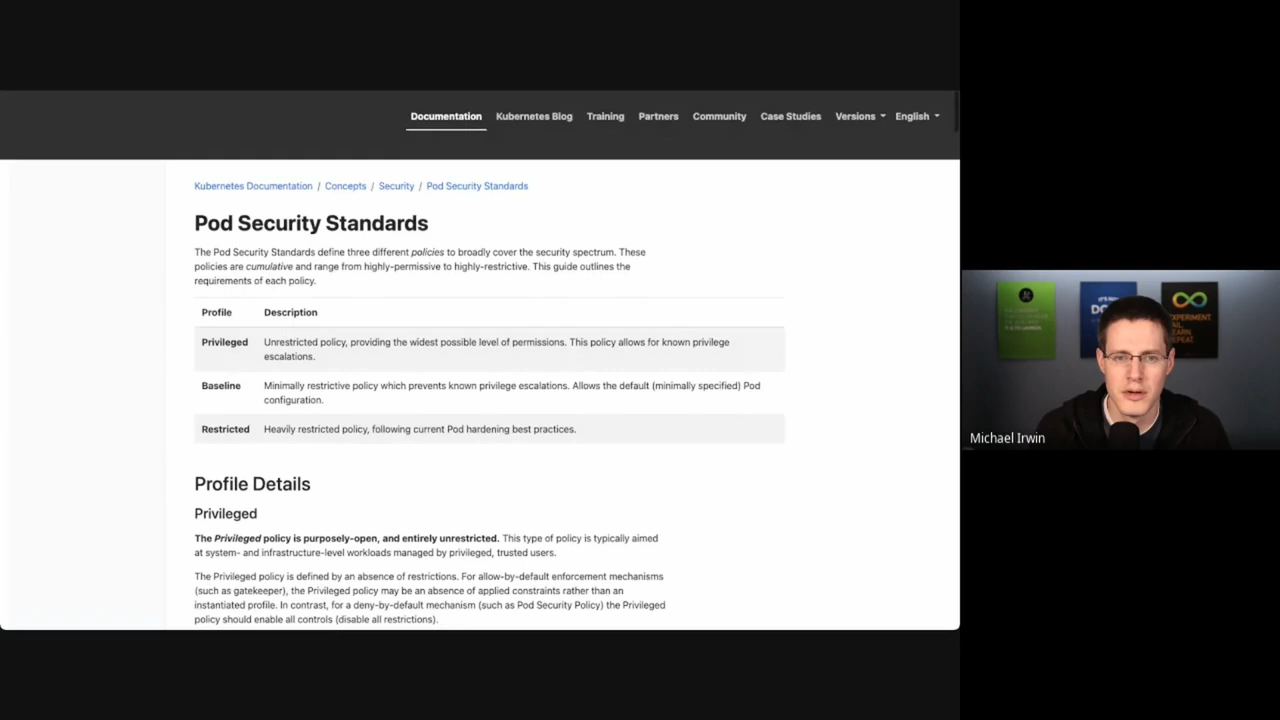 Documentation Kubernetes Blog Training Partners Community Case Studies Versions English
Kubernetes Documentation / Concepts / Security / Pod Security Standards
Pod Security Standards
The Pod Security Standards define three different policies to broadly cover the security spectrum. These
policies are cumulative and range from highly-permissive to highly-restrictive. This guide outlines the
requirements of each policy.
Profile Description
Privileged Unrestricted policy, providing the widest possible level of permissions. This policy allows for known privilege
escalations.
Baseline Minimally restrictive policy which prevents known privilege escalations. Allows the default (minimally specified) Pod
configuration.
Restricted Heavily restricted policy, following current Pod hardening best practices.
Profile Details
Privileged
The Privileged policy is purposely-open, and entirely unrestricted. This type of policy is typically aimed
at system- and infrastructure-level workloads managed by privileged, trusted users.
The Privileged policy is defined by an absence of restrictions. For allow-by-default enforcement mechanisms
(such as gatekeeper), the Privileged policy may be an absence of applied constraints rather than an
instantiated profile. In contrast, for a deny-by-default mechanism (such as Pod Security Policy) the Privileged
policy should enable all controls (disable all restrictions).
IT'S NOT
EXPERIMENT.
FAIL.
LEARN.
REPEAT.
Michael Irwin